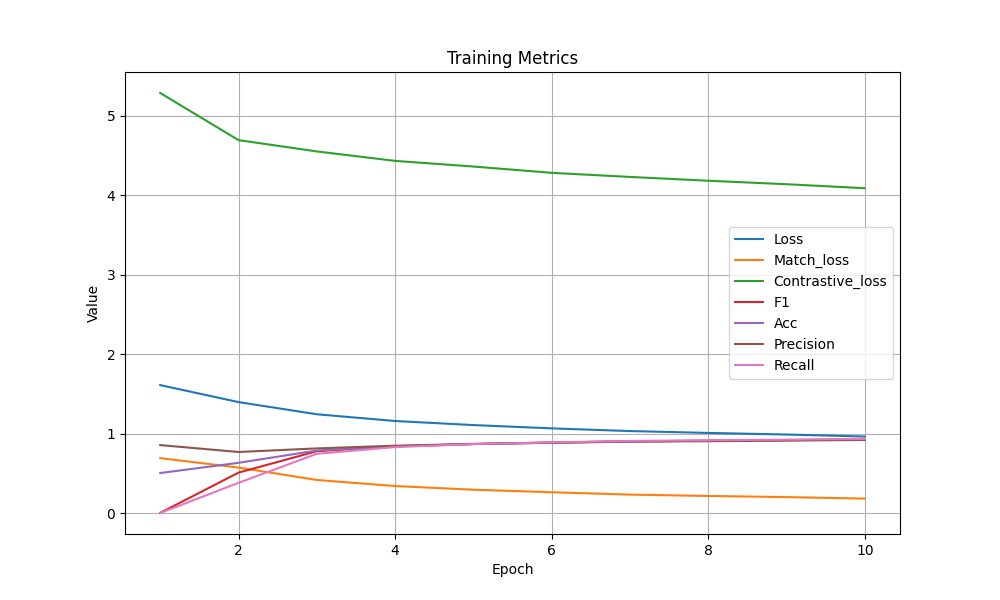 Training Metrics
5
4
3
2
1
0
Value
2
4
6
8
10
Epoch
Loss
Match_loss
Contrastive_loss
F1
Acc
Precision
Recall